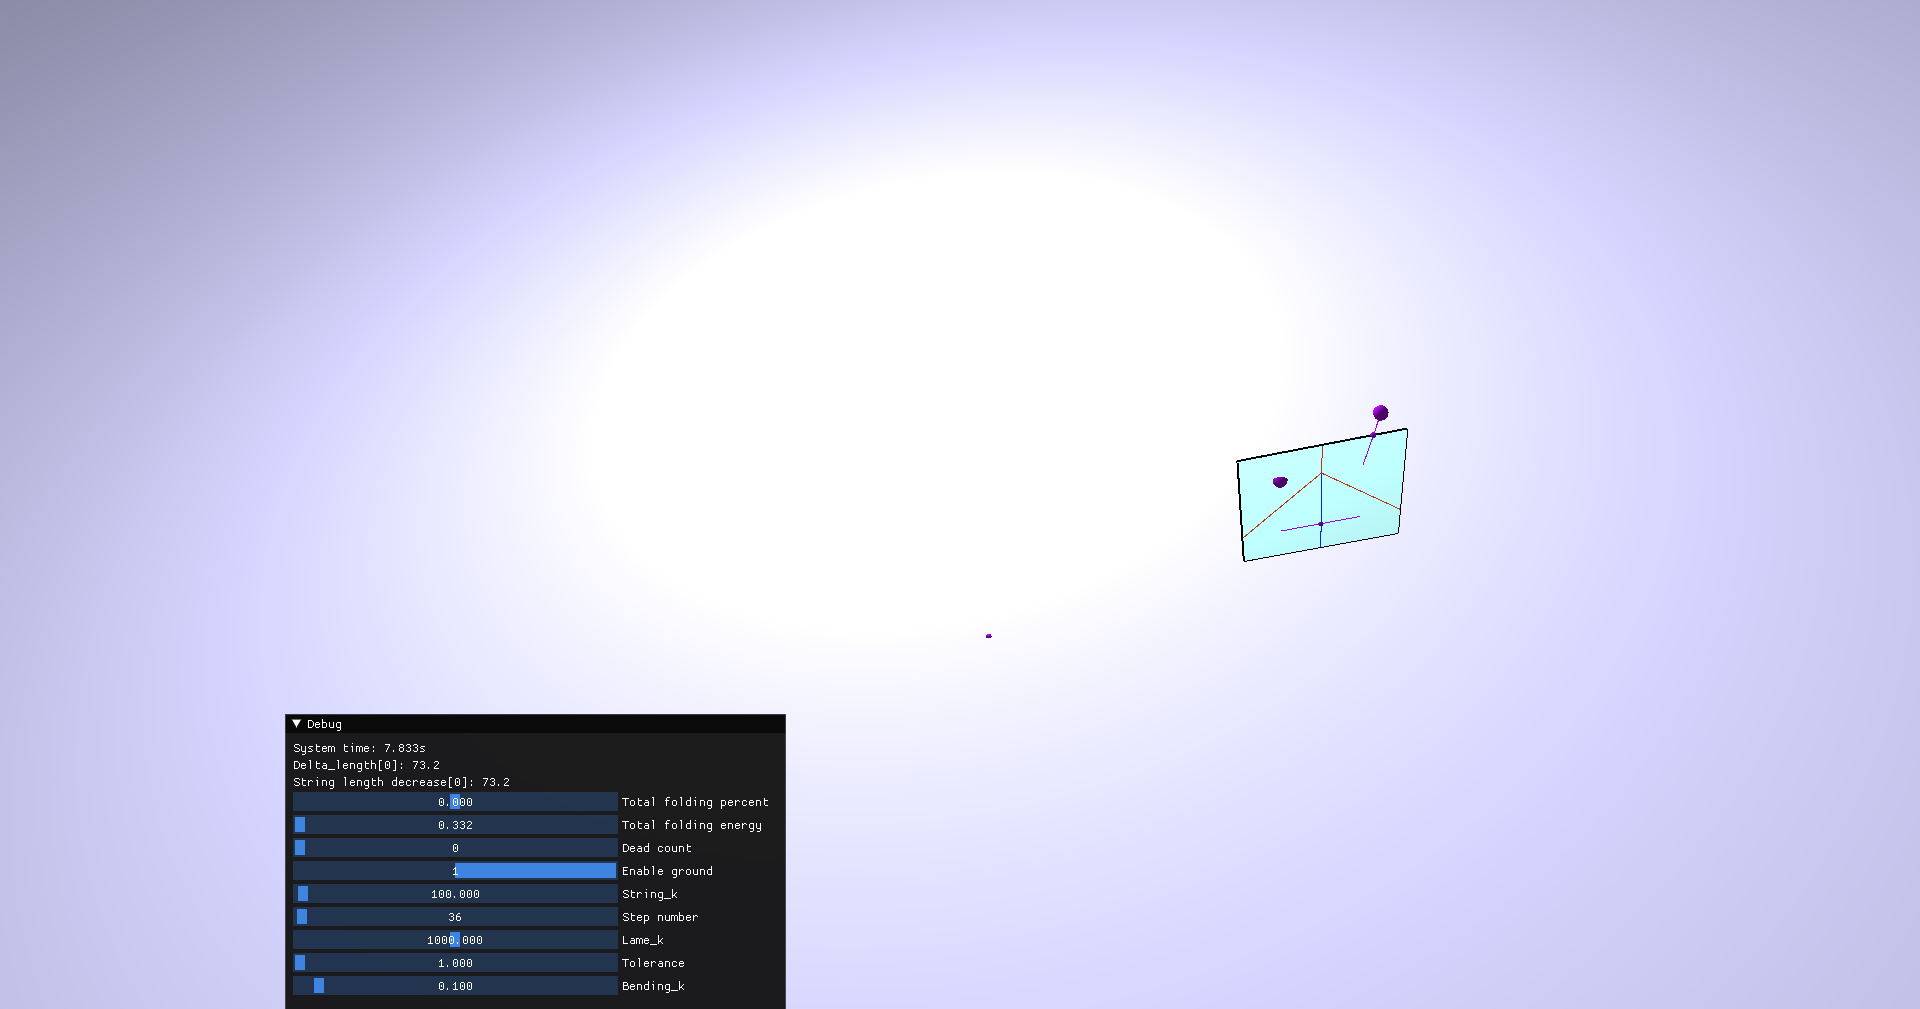 Debug
System time: 7.833s
Delta_length[0]: 73.2
String length decrease[0]: 73.2
0.000 Total folding percent
0.332 Total folding energy
0 Dead count
1 Enable ground
100.000 String_k
36 Step number
1000.000 Lame_k
1.000 Tolerance
0.100 Bending_k